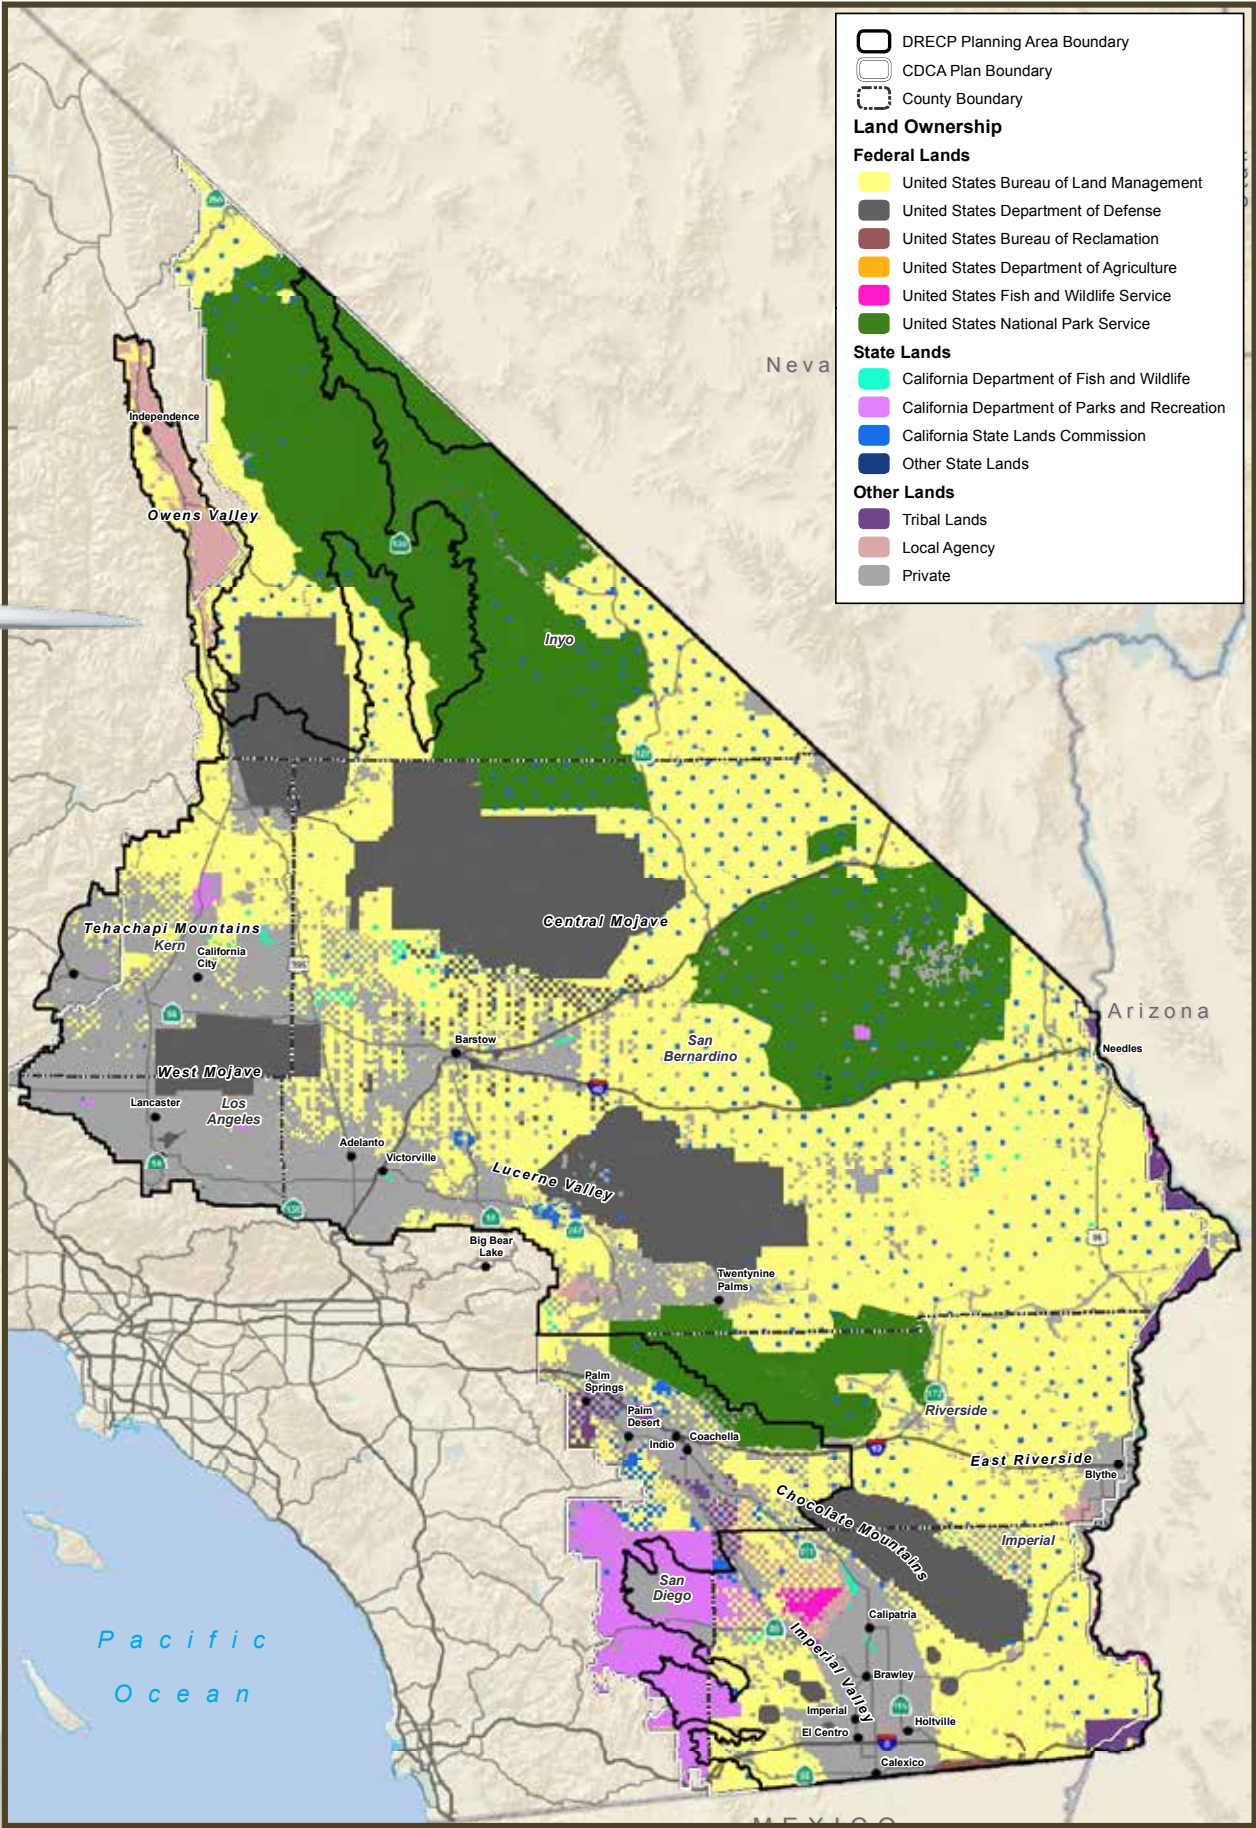 DRECP Planning Area Boundary
CDCA Plan Boundary
County Boundary
Land Ownership
Federal Lands
United States Bureau of Land Management
United States Department of Defense
United States Bureau of Reclamation
United States Department of Agriculture
United States Fish and Wildlife Service
United States National Park Service
State Lands
California Department of Fish and Wildlife
California Department of Parks and Recreation
California State Lands Commission
Other State Lands
Other Lands
Tribal Lands
Local Agency
Private
Neva
Independence
Owens Valley
Inyo
Central Mojave
Tehachapi Mountains
Kern
California
City
Arizona
Barstow
San
Bernardino
Needles
West Mojave
Lancaster
Los
Angeles
Adelanto
Victorville
Lucerne Valley
Big Bear
Lake
Twentynine
Palms
Palm
Springs
Palm
Desert
Indio
Coachella
Riverside
East Riverside
Blythe
Chocolate Mountains
Imperial
San
Diego
Calipatria
Imperial Valley
Brawley
Imperial
El Centro
Holtville
Calexico
Pacific
Ocean
MEXICO